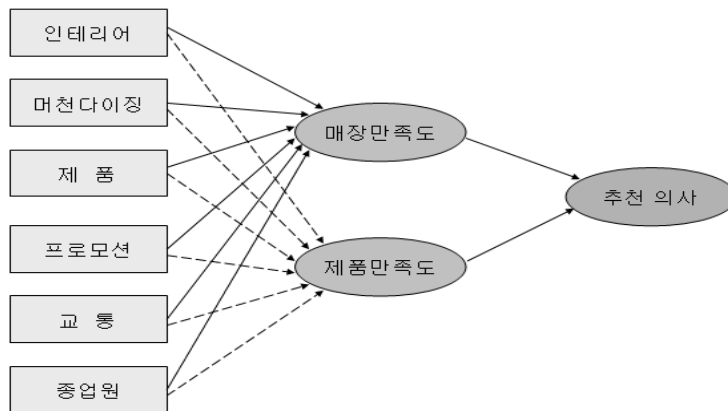 인테리어
머천다이징
제 품
프로모션
교 통
종업원
매장만족도
제품만족도
추천 의사